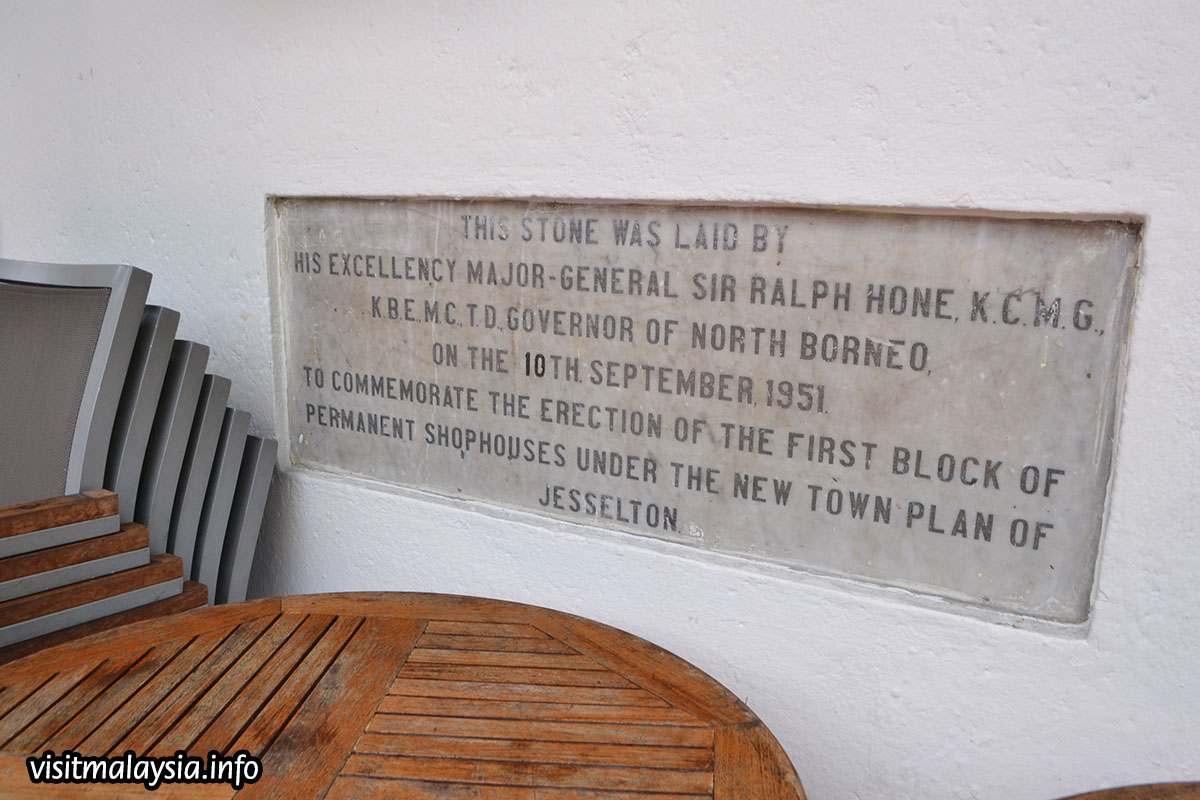 THIS STONE WAS LAID BY
HIS EXCELLENCY MAJOR-GENERAL SIR RALPH HONE, K.C.M.G.,
K.B.E.,M.C.,T.D.,GOVERNOR OF NORTH BORNEO,
ON THE 10TH. SEPTEMBER, 1951.
TO COMMEMORATE THE ERECTION OF THE FIRST BLOCK OF
PERMANENT SHOPHOUSES UNDER THE NEW TOWN PLAN OF
JESSELTON.
visitmalaysia.info